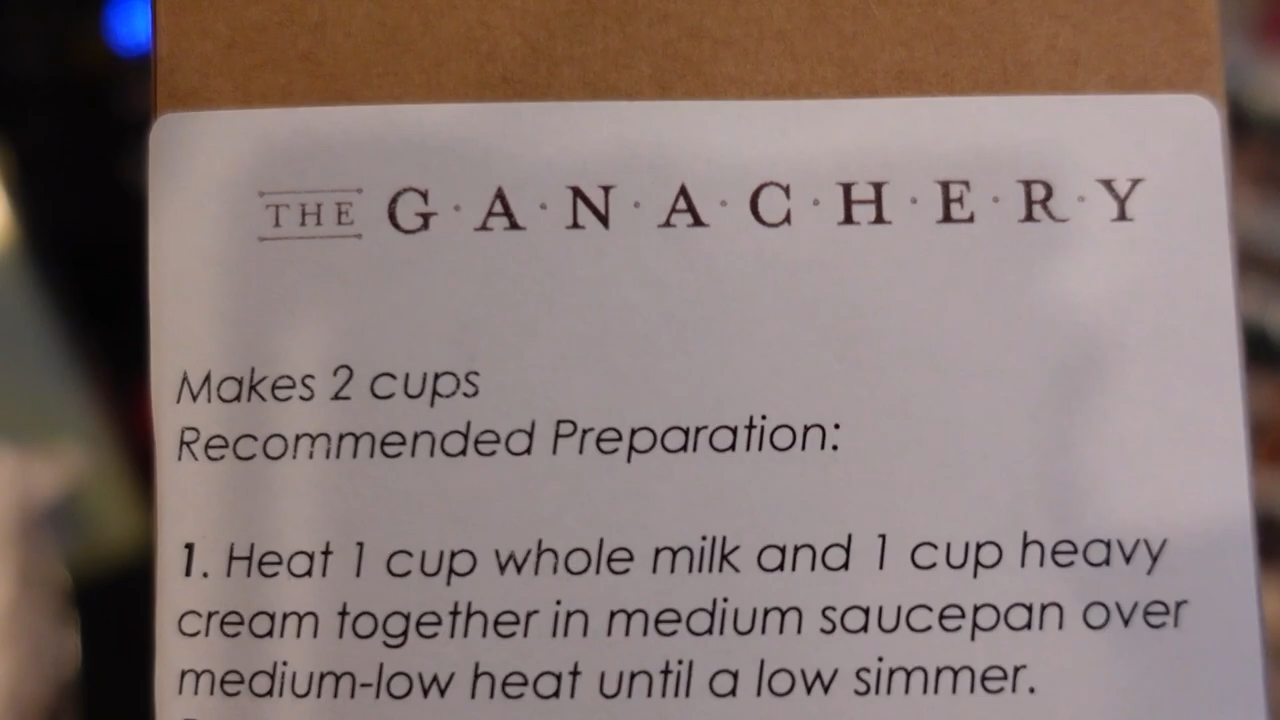 THE G·A·N·A·C·H·E·R·Y
Makes 2 cups
Recommended Preparation:
1. Heat 1 cup whole milk and 1 cup heavy
cream together in medium saucepan over
medium-low heat until a low simmer.